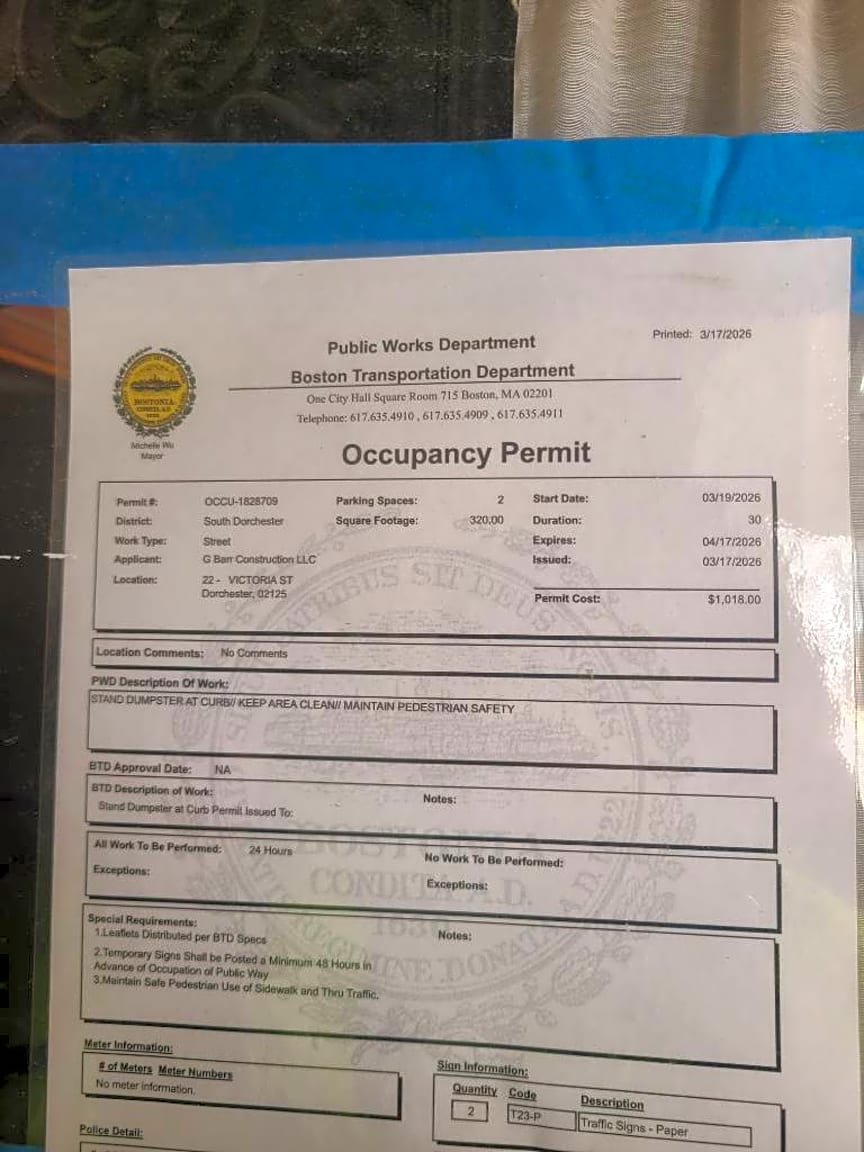 Printed: 3/17/2026
Public Works Department
Boston Transportation Department
One City Hall Square Room 715 Boston, MA 02201
Telephone: 617.635.4910 , 617.635.4909 , 617.635.4911
BOSTONIA
CONDITA A.D.
Michelle Wu
Mayor
Occupancy Permit
Permit #: OCCU-1828709 Parking Spaces: 2 Start Date: 03/19/2026
District: South Dorchester Square Footage: 320.00 Duration: 30
Work Type: Street Expires: 04/17/2026
Applicant: G Barr Construction LLC Issued: 03/17/2026
Location: 22 - VICTORIA ST
Dorchester, 02125
Permit Cost: $1,018.00
Location Comments: No Comments
PWD Description Of Work:
STAND DUMPSTER AT CURB// KEEP AREA CLEAN// MAINTAIN PEDESTRIAN SAFETY
BTD Approval Date: NA
BTD Description of Work: Notes:
Stand Dumpster at Curb Permit Issued To:
All Work To Be Performed: 24 Hours No Work To Be Performed:
Exceptions: Exceptions:
BOSTONIA
CONDITA A.D.
Special Requirements: Notes:
1.Leaflets Distributed per BTD Specs
2.Temporary Signs Shall be Posted a Minimum 48 Hours in
Advance of Occupation of Public Way
3.Maintain Safe Pedestrian Use of Sidewalk and Thru Traffic.
Meter Information:
# of Meters Meter Numbers
No meter information.
Sign Information:
Quantity Code Description
2 T23-P Traffic Signs - Paper
Police Detail: